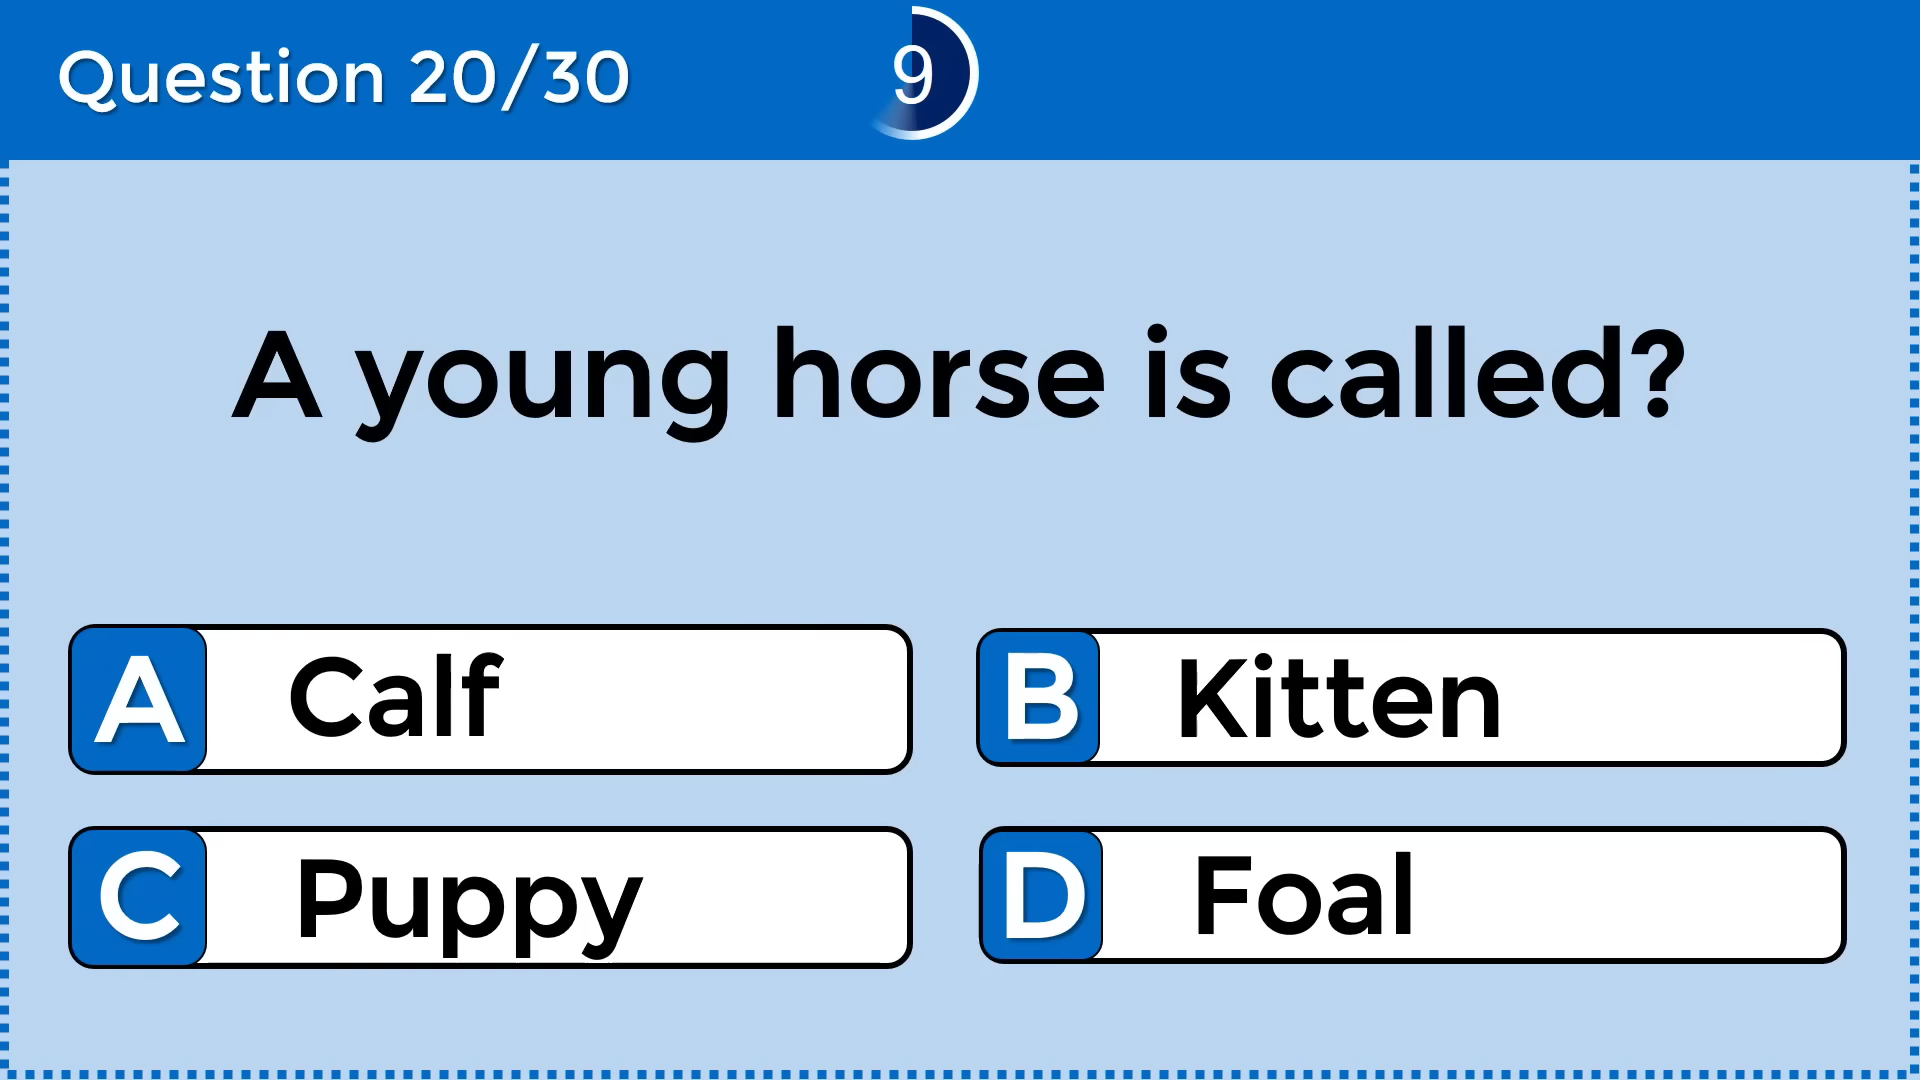 Question 20/30
9
A young horse is called?
A Calf
B Kitten
C Puppy
D Foal